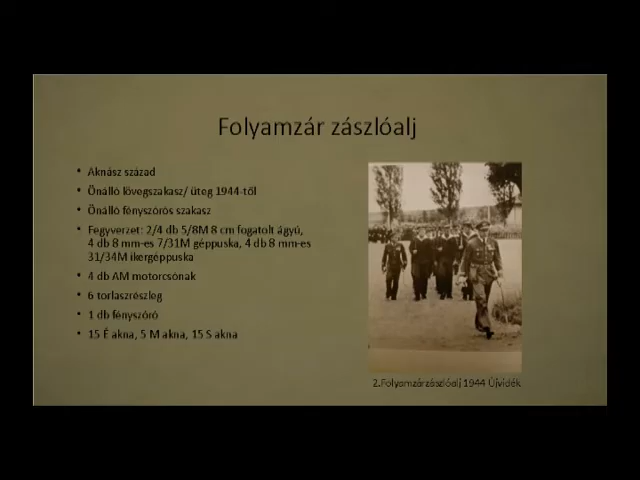 Folyamzár zászlóalj
• Aknász század
• Önálló lövegszakasz/ üteg 1944-től
• Önálló fényszórós szakasz
• Fegyverzet: 2/4 db 5/8M 8 cm fogatolt ágyú,
4 db 8 mm-es 7/31M géppuska, 4 db 8 mm-es
31/34M ikergéppuska
• 4 db AM motorcsónak
• 6 torlaszrészleg
• 1 db fényszóró
• 15 É akna, 5 M akna, 15 S akna
2.Folyamzárzászlóalj 1944 Újvidék